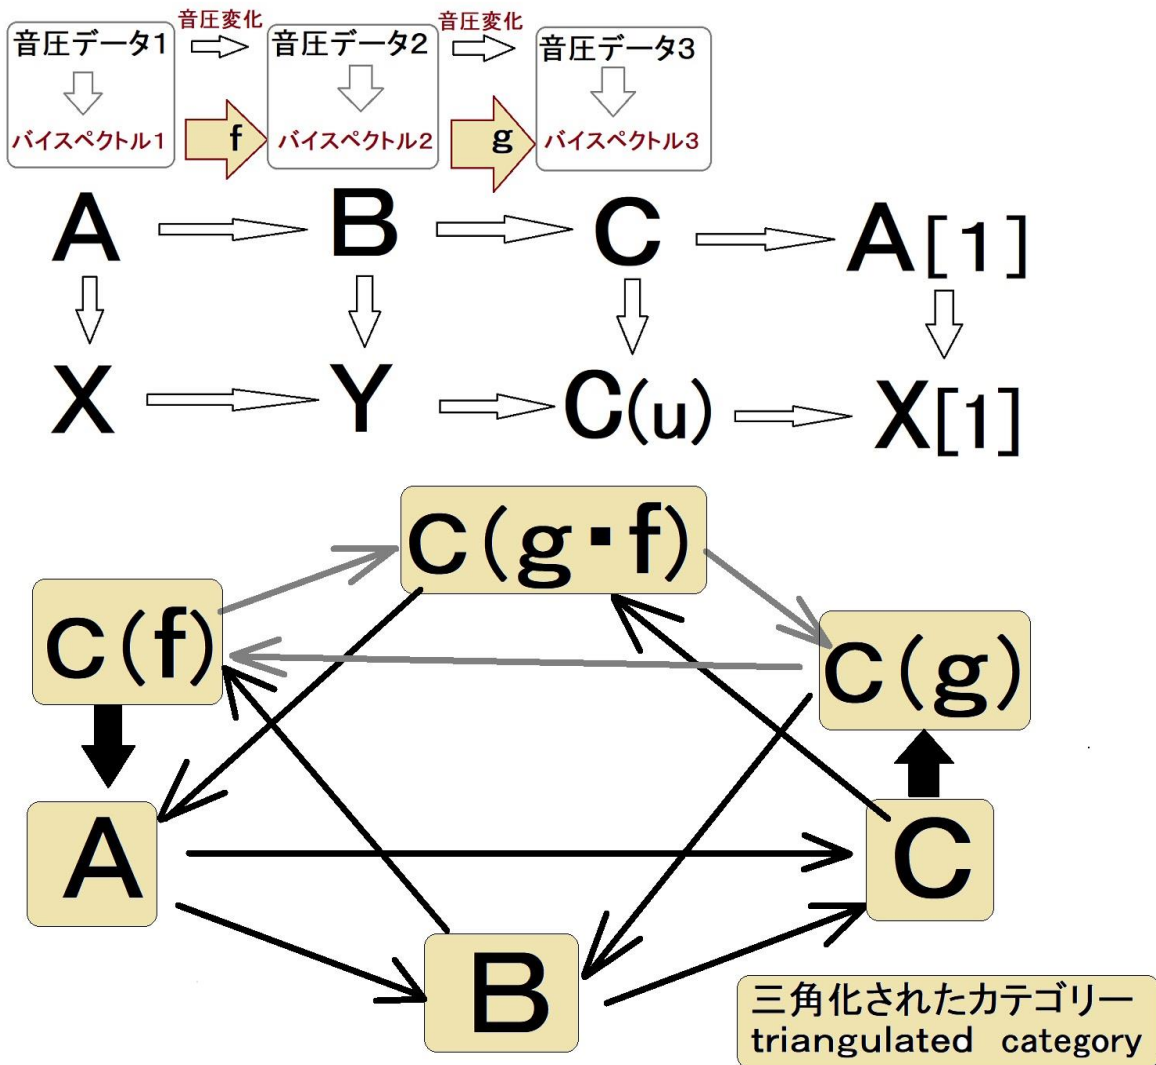 音圧変化 音圧変化
音圧データ1 音圧データ2 音圧データ3
バイスペクトル1 f バイスペクトル2 g バイスペクトル3
A B C A[1]
X Y C(u) X[1]
C(g▪f)
C(f)
C(g)
A
C
B
三角化されたカテゴリー
triangulated category